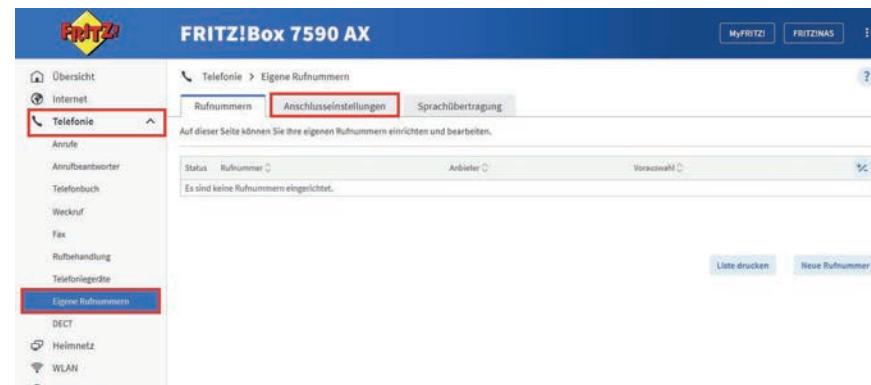 FRITZ!
FRITZ!Box 7590 AX
MyFRITZ!
FRITZ!NAS
Übersicht
Internet
Telefonie
Anrufe
Anrufbeantworter
Telefonbuch
Weckruf
Fax
Rufbehandlung
Telefoniegeräte
Eigene Rufnummern
DECT
Heimnetz
WLAN
Telefonie > Eigene Rufnummern
?
Rufnummern Anschlusseinstellungen Sprachübertragung
Auf dieser Seite können Sie Ihre eigenen Rufnummern einrichten und bearbeiten.
Status Rufnummer Anbieter Vorauswahl
Es sind keine Rufnummern eingerichtet.
Liste drucken Neue Rufnummer